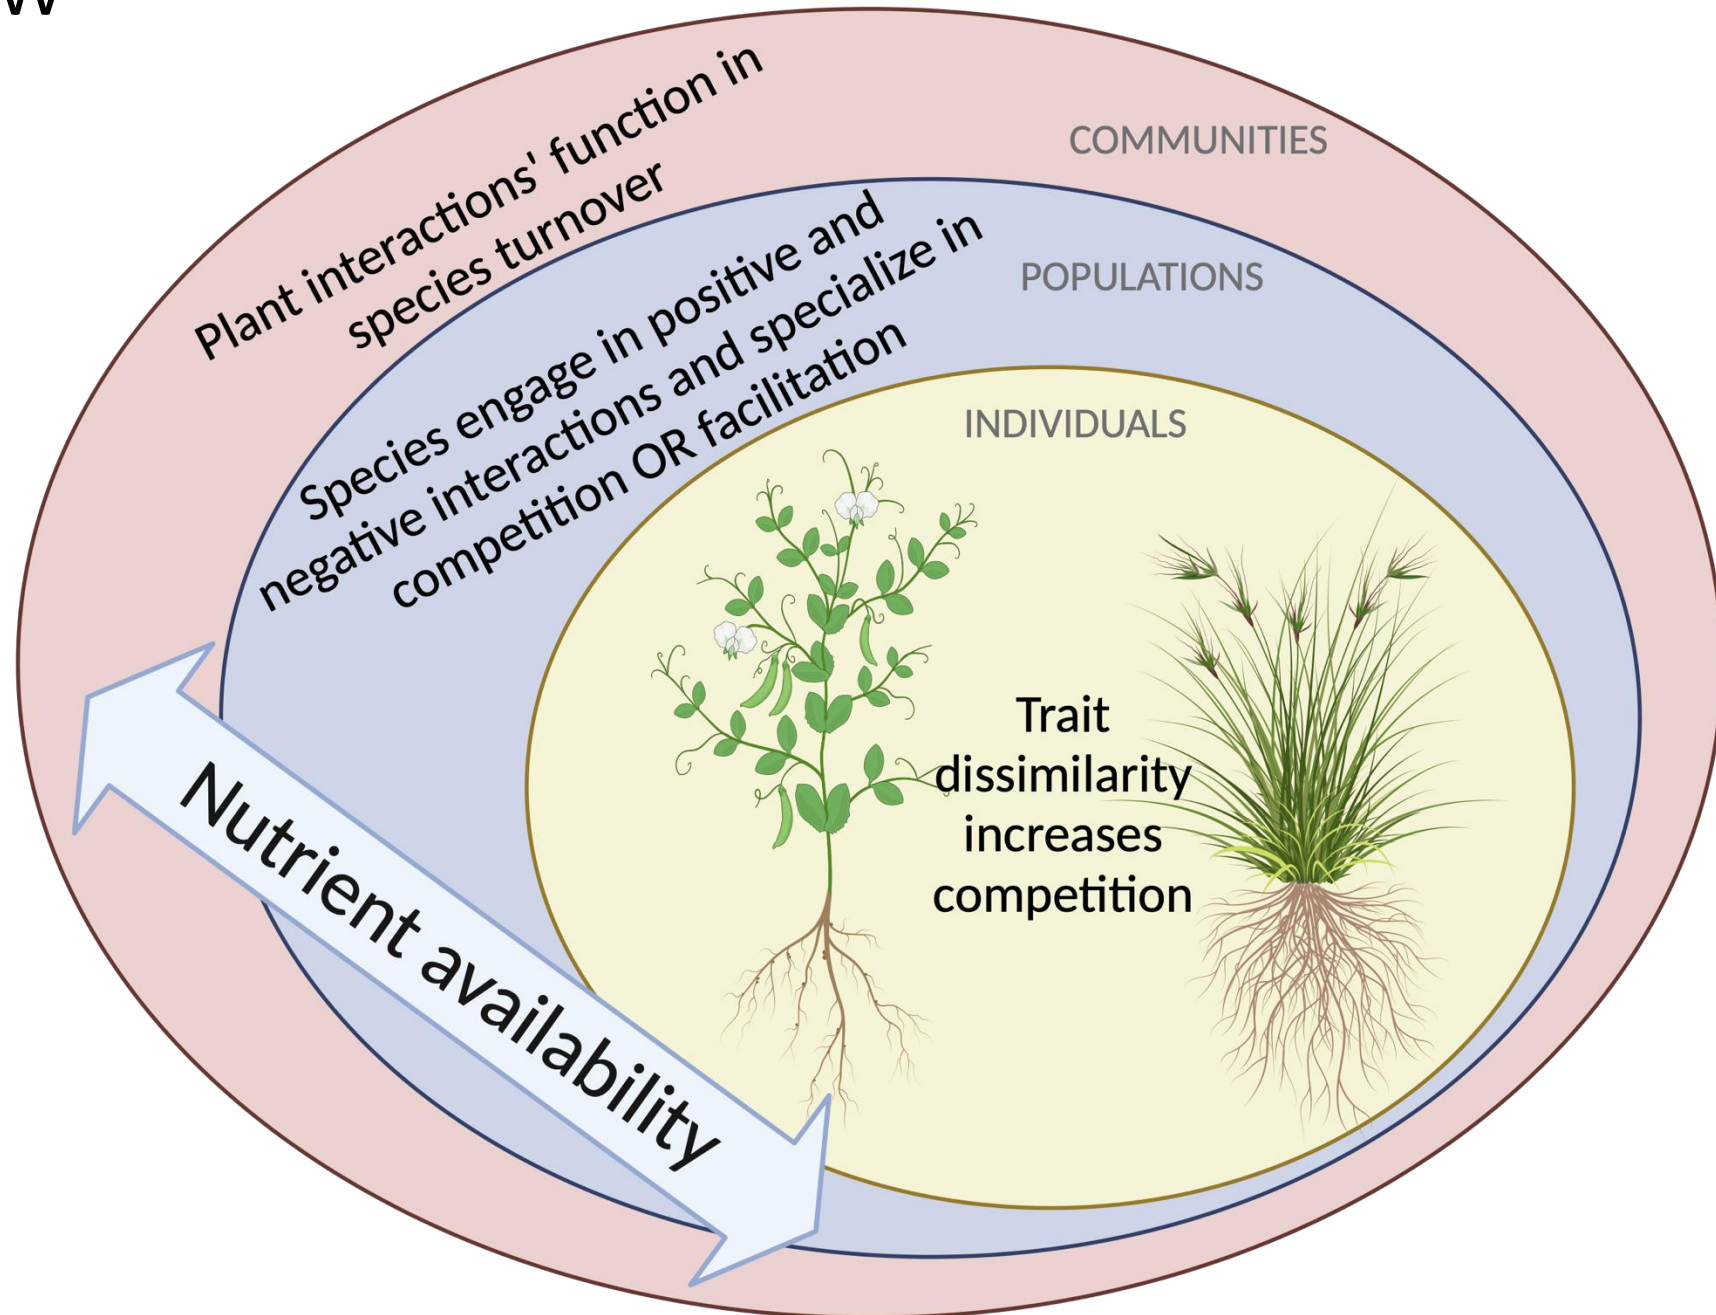 Plant interactions' function in
species turnover
COMMUNITIES
Species engage in positive and
negative interactions and specialize in
competition OR facilitation
POPULATIONS
INDIVIDUALS
Trait
dissimilarity
increases
competition
Nutrient availability